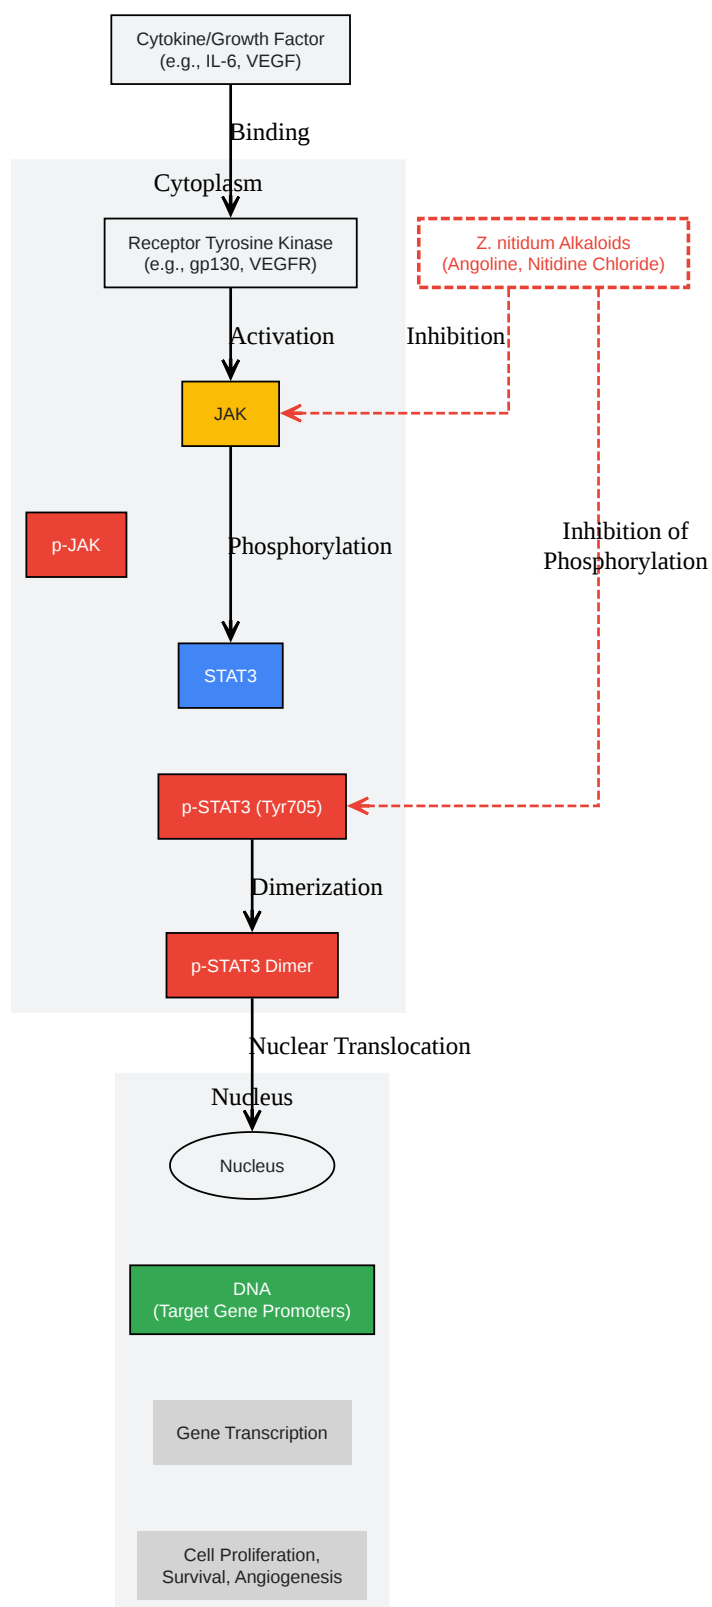 Cytokine/Growth Factor
(e.g., IL-6, VEGF)
Binding
Cytoplasm
Receptor Tyrosine Kinase
(e.g., gp130, VEGFR)
Z. nitidum Alkaloids
(Angoline, Nitidine Chloride)
Activation
Inhibition
JAK
p-JAK
Phosphorylation
Inhibition of
Phosphorylation
STAT3
p-STAT3 (Tyr705)
Dimerization
p-STAT3 Dimer
Nuclear Translocation
Nucleus
Nucleus
DNA
(Target Gene Promoters)
Gene Transcription
Cell Proliferation,
Survival, Angiogenesis